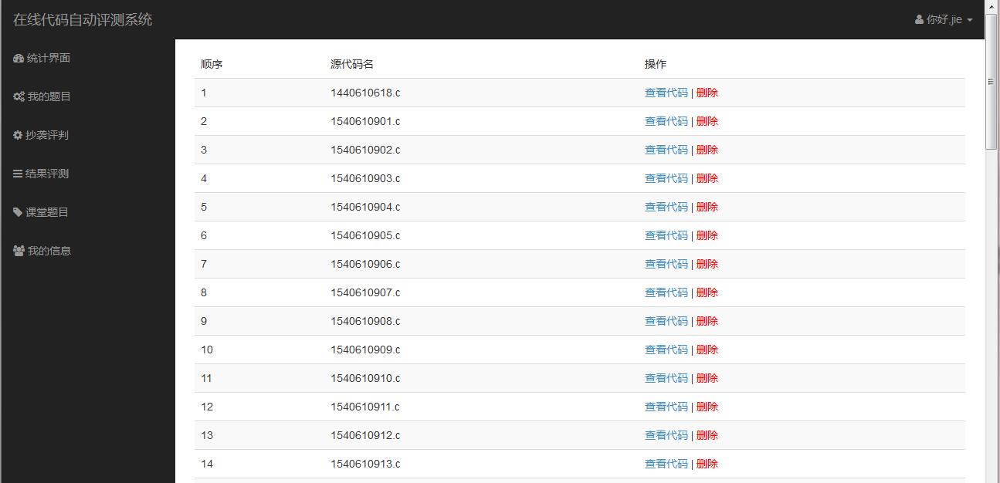 在线代码自动评测系统 你好,jie
统计界面
我的题目
抄袭评判
结果评测
课堂题目
我的信息
顺序 源代码名 操作
1 1440610618.c 查看代码 | 删除
2 1540610901.c 查看代码 | 删除
3 1540610902.c 查看代码 | 删除
4 1540610903.c 查看代码 | 删除
5 1540610904.c 查看代码 | 删除
6 1540610905.c 查看代码 | 删除
7 1540610906.c 查看代码 | 删除
8 1540610907.c 查看代码 | 删除
9 1540610908.c 查看代码 | 删除
10 1540610909.c 查看代码 | 删除
11 1540610910.c 查看代码 | 删除
12 1540610911.c 查看代码 | 删除
13 1540610912.c 查看代码 | 删除
14 1540610913.c 查看代码 | 删除